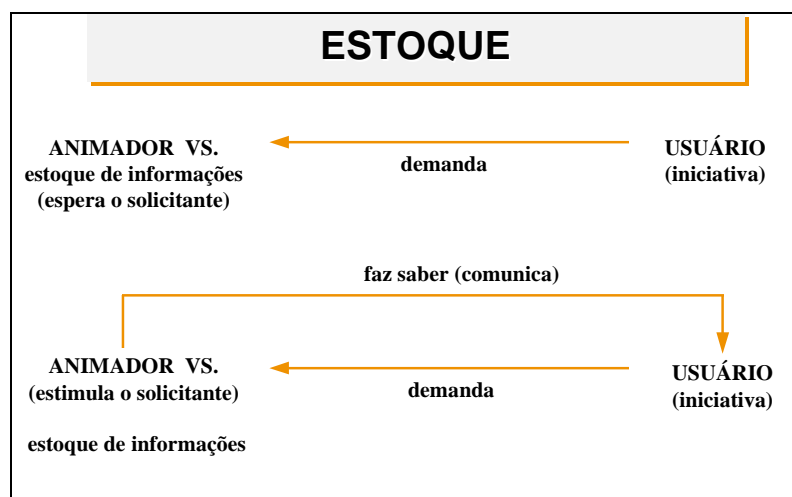 ESTOQUE
ANIMADOR VS.
estoque de informações
(espera o solicitante)
demanda
USUÁRIO
(iniciativa)
faz saber (comunica)
ANIMADOR VS.
(estimula o solicitante)
estoque de informações
demanda
USUÁRIO
(iniciativa)